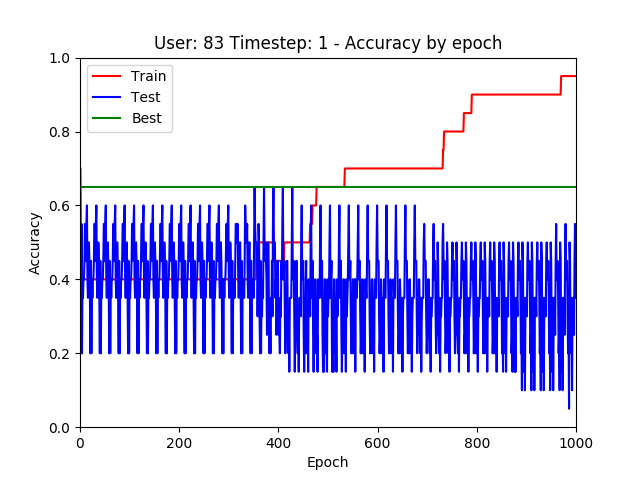 User: 83 Timestep: 1 - Accuracy by epoch
Train
Test
Best
1.0
0.8
0.6
0.4
0.2
0.0
Accuracy
0 200 400 600 800 1000
Epoch